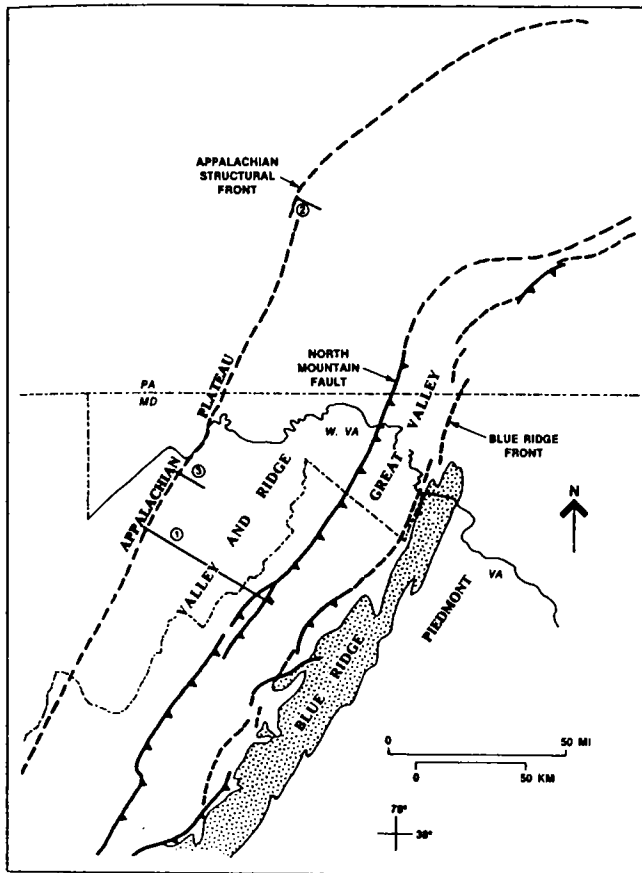 APPALACHIAN
STRUCTURAL
FRONT
②
NORTH
MOUNTAIN
FAULT
PLATEAU
PA
MD
W. VA
GREAT VALLEY
BLUE RIDGE
FRONT
③
APPALACHIAN
①
VALLEY AND RIDGE
N
VA
PIEDMONT
BLUE RIDGE
0 50 MI
0 50 KM
79°
38°